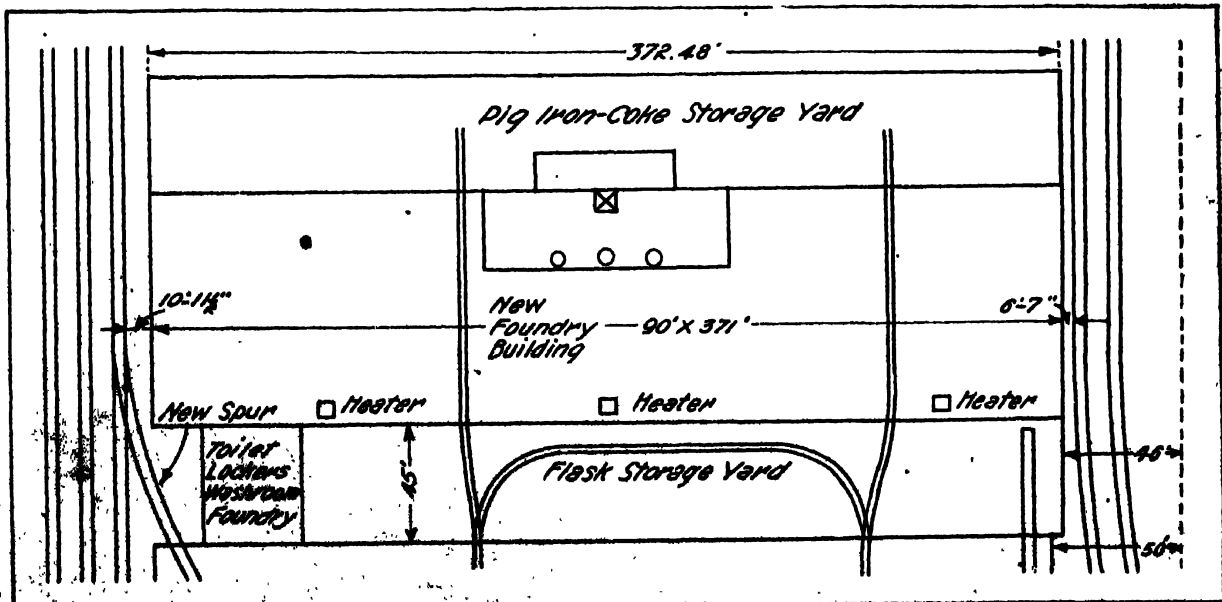 372.48'
Pig Iron-Coke Storage Yard
10'-1½"
New
Foundry
Building
90' X 371'
6'-7"
New Spur
Heater
Heater
Heater
Toilet
Lockers
Washroom
Foundry
45'
Flask Storage Yard
46'
50'